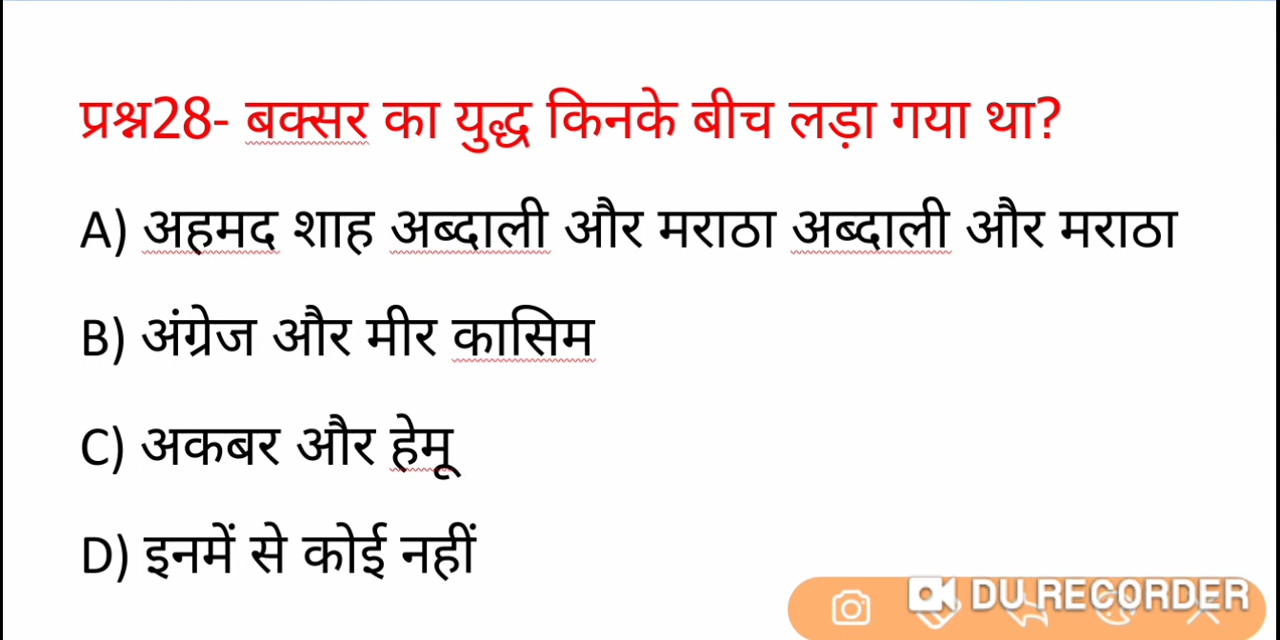 प्रश्न28- बक्सर का युद्ध किनके बीच लड़ा गया था?
A) अहमद शाह अब्दाली और मराठा अब्दाली और मराठा
B) अंग्रेज और मीर कासिम
C) अकबर और हेमू
D) इनमें से कोई नहीं
DU RECORDER